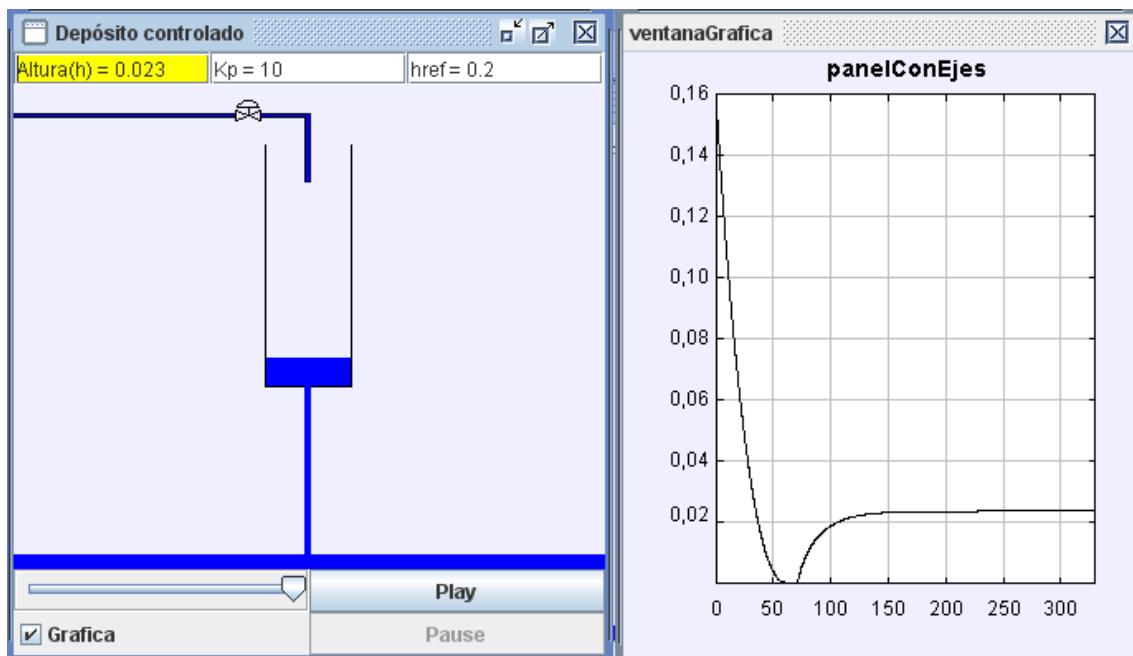 Depósito controlado
Altura(h) = 0.023
Kp = 10
href = 0.2
Play
Grafica
Pause
ventanaGrafica
panelConEjes
0,16
0,14
0,12
0,10
0,08
0,06
0,04
0,02
0 50 100 150 200 250 300